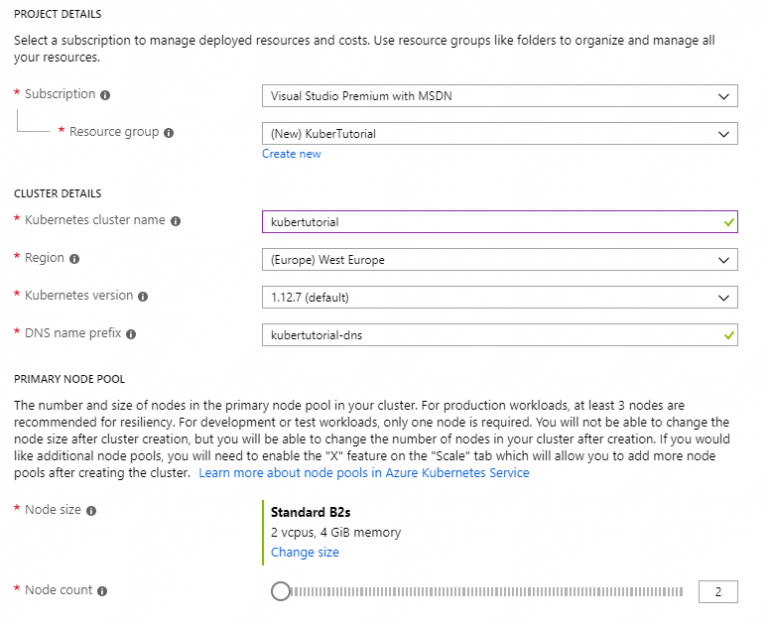 PROJECT DETAILS
Select a subscription to manage deployed resources and costs. Use resource groups like folders to organize and manage all
your resources.
* Subscription
Visual Studio Premium with MSDN
* Resource group
(New) KuberTutorial
Create new
CLUSTER DETAILS
* Kubernetes cluster name
kubertutorial
* Region
(Europe) West Europe
* Kubernetes version
1.12.7 (default)
* DNS name prefix
kubertutorial-dns
PRIMARY NODE POOL
The number and size of nodes in the primary node pool in your cluster. For production workloads, at least 3 nodes are
recommended for resiliency. For development or test workloads, only one node is required. You will not be able to change the
node size after cluster creation, but you will be able to change the number of nodes in your cluster after creation. If you would
like additional node pools, you will need to enable the "X" feature on the "Scale" tab which will allow you to add more node
pools after creating the cluster. Learn more about node pools in Azure Kubernetes Service
* Node size
Standard B2s
2 vcpus, 4 GiB memory
Change size
* Node count
2